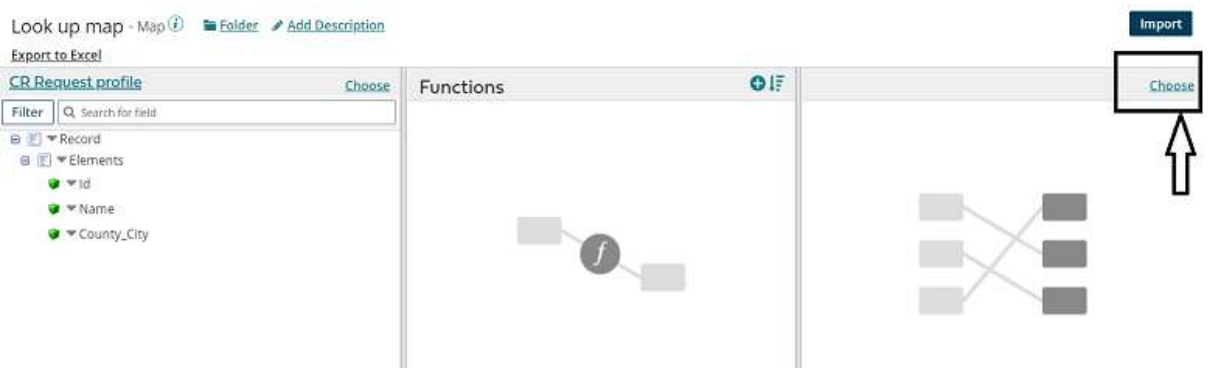 Look up map - Map i Folder Add Description
Import
Export to Excel
CR Request profile Choose
Functions
Choose
Filter Search for field
Record
Elements
Id
Name
County_City
f